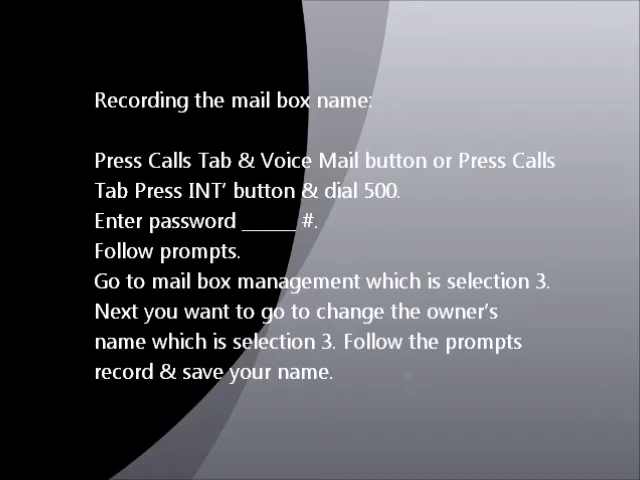 Recording the mail box name:
Press Calls Tab & Voice Mail button or Press Calls
Tab Press INT’ button & dial 500.
Enter password _____ #.
Follow prompts.
Go to mail box management which is selection 3.
Next you want to go to change the owner’s
name which is selection 3. Follow the prompts
record & save your name.